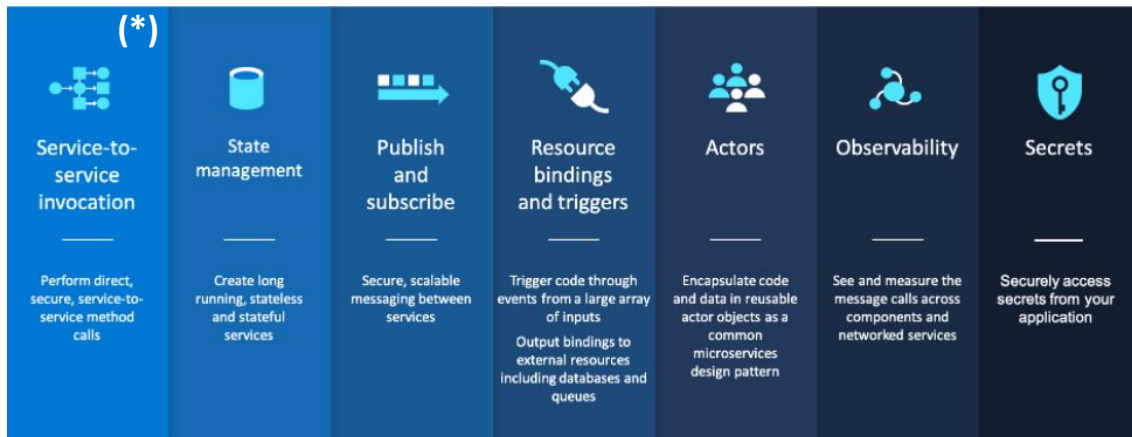 (*)
Service-to-
service
invocation
Perform direct,
secure, service-to-
service method
calls
State
management
Create long
running, stateless
and stateful
services
Publish
and
subscribe
Secure, scalable
messaging between
services
Resource
bindings
and triggers
Trigger code through
events from a large array
of inputs
Output bindings to
external resources
including databases and
queues
Actors
Encapsulate code
and data in reusable
actor objects as a
common
microservices
design pattern
Observability
See and measure the
message calls across
components and
networked services
Secrets
Securely access
secrets from your
application